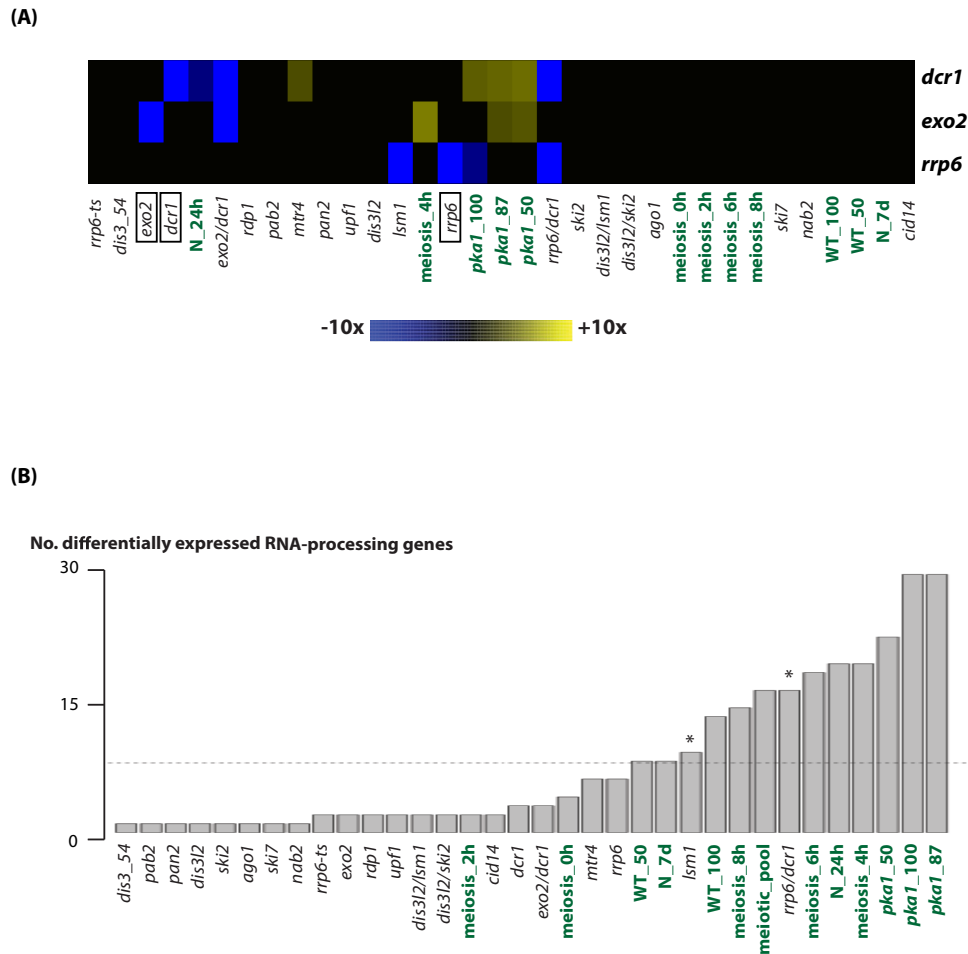 (A)
dcr1
exo2
rrp6
rrp6-ts
dis3_54
exo2
dcr1
N_24h
exo2/dcr1
rdp1
pab2
mtr4
pan2
upf1
dis3l2
lsm1
meiosis_4h
rrp6
pka1_100
pka1_87
pka1_50
rrp6/dcr1
ski2
dis3l2/lsm1
dis3l2/ski2
ago1
meiosis_0h
meiosis_2h
meiosis_6h
meiosis_8h
ski7
nab2
WT_100
WT_50
N_7d
cid14
-10x
+10x
(B)
No. differentially expressed RNA-processing genes
30
15
0
*
*
dis3_54
pab2
pan2
dis3l2
ski2
ago1
ski7
nab2
rrp6-ts
exo2
rdp1
upf1
dis3l2/lsm1
dis3l2/ski2
meiosis_2h
cid14
dcr1
exo2/dcr1
meiosis_0h
mtr4
rrp6
WT_50
N_7d
lsm1
WT_100
meiosis_8h
meiotic_pool
rrp6/dcr1
meiosis_6h
N_24h
meiosis_4h
pka1_50
pka1_100
pka1_87